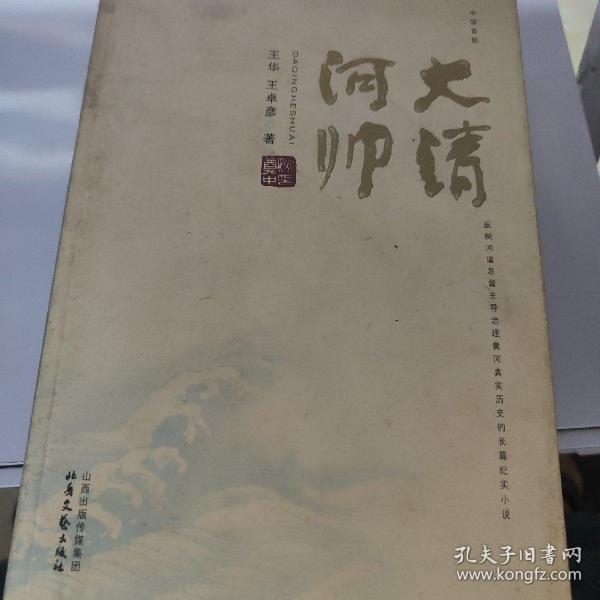 中国首部
大清
河帅
DAQINGHESHUAI
王华 王卓彦 著
反映河道总督主导治理黄河真实历史的长篇纪实小说
山西出版传媒集团
北岳文艺出版社
孔夫子旧书网
www.kongfz.com